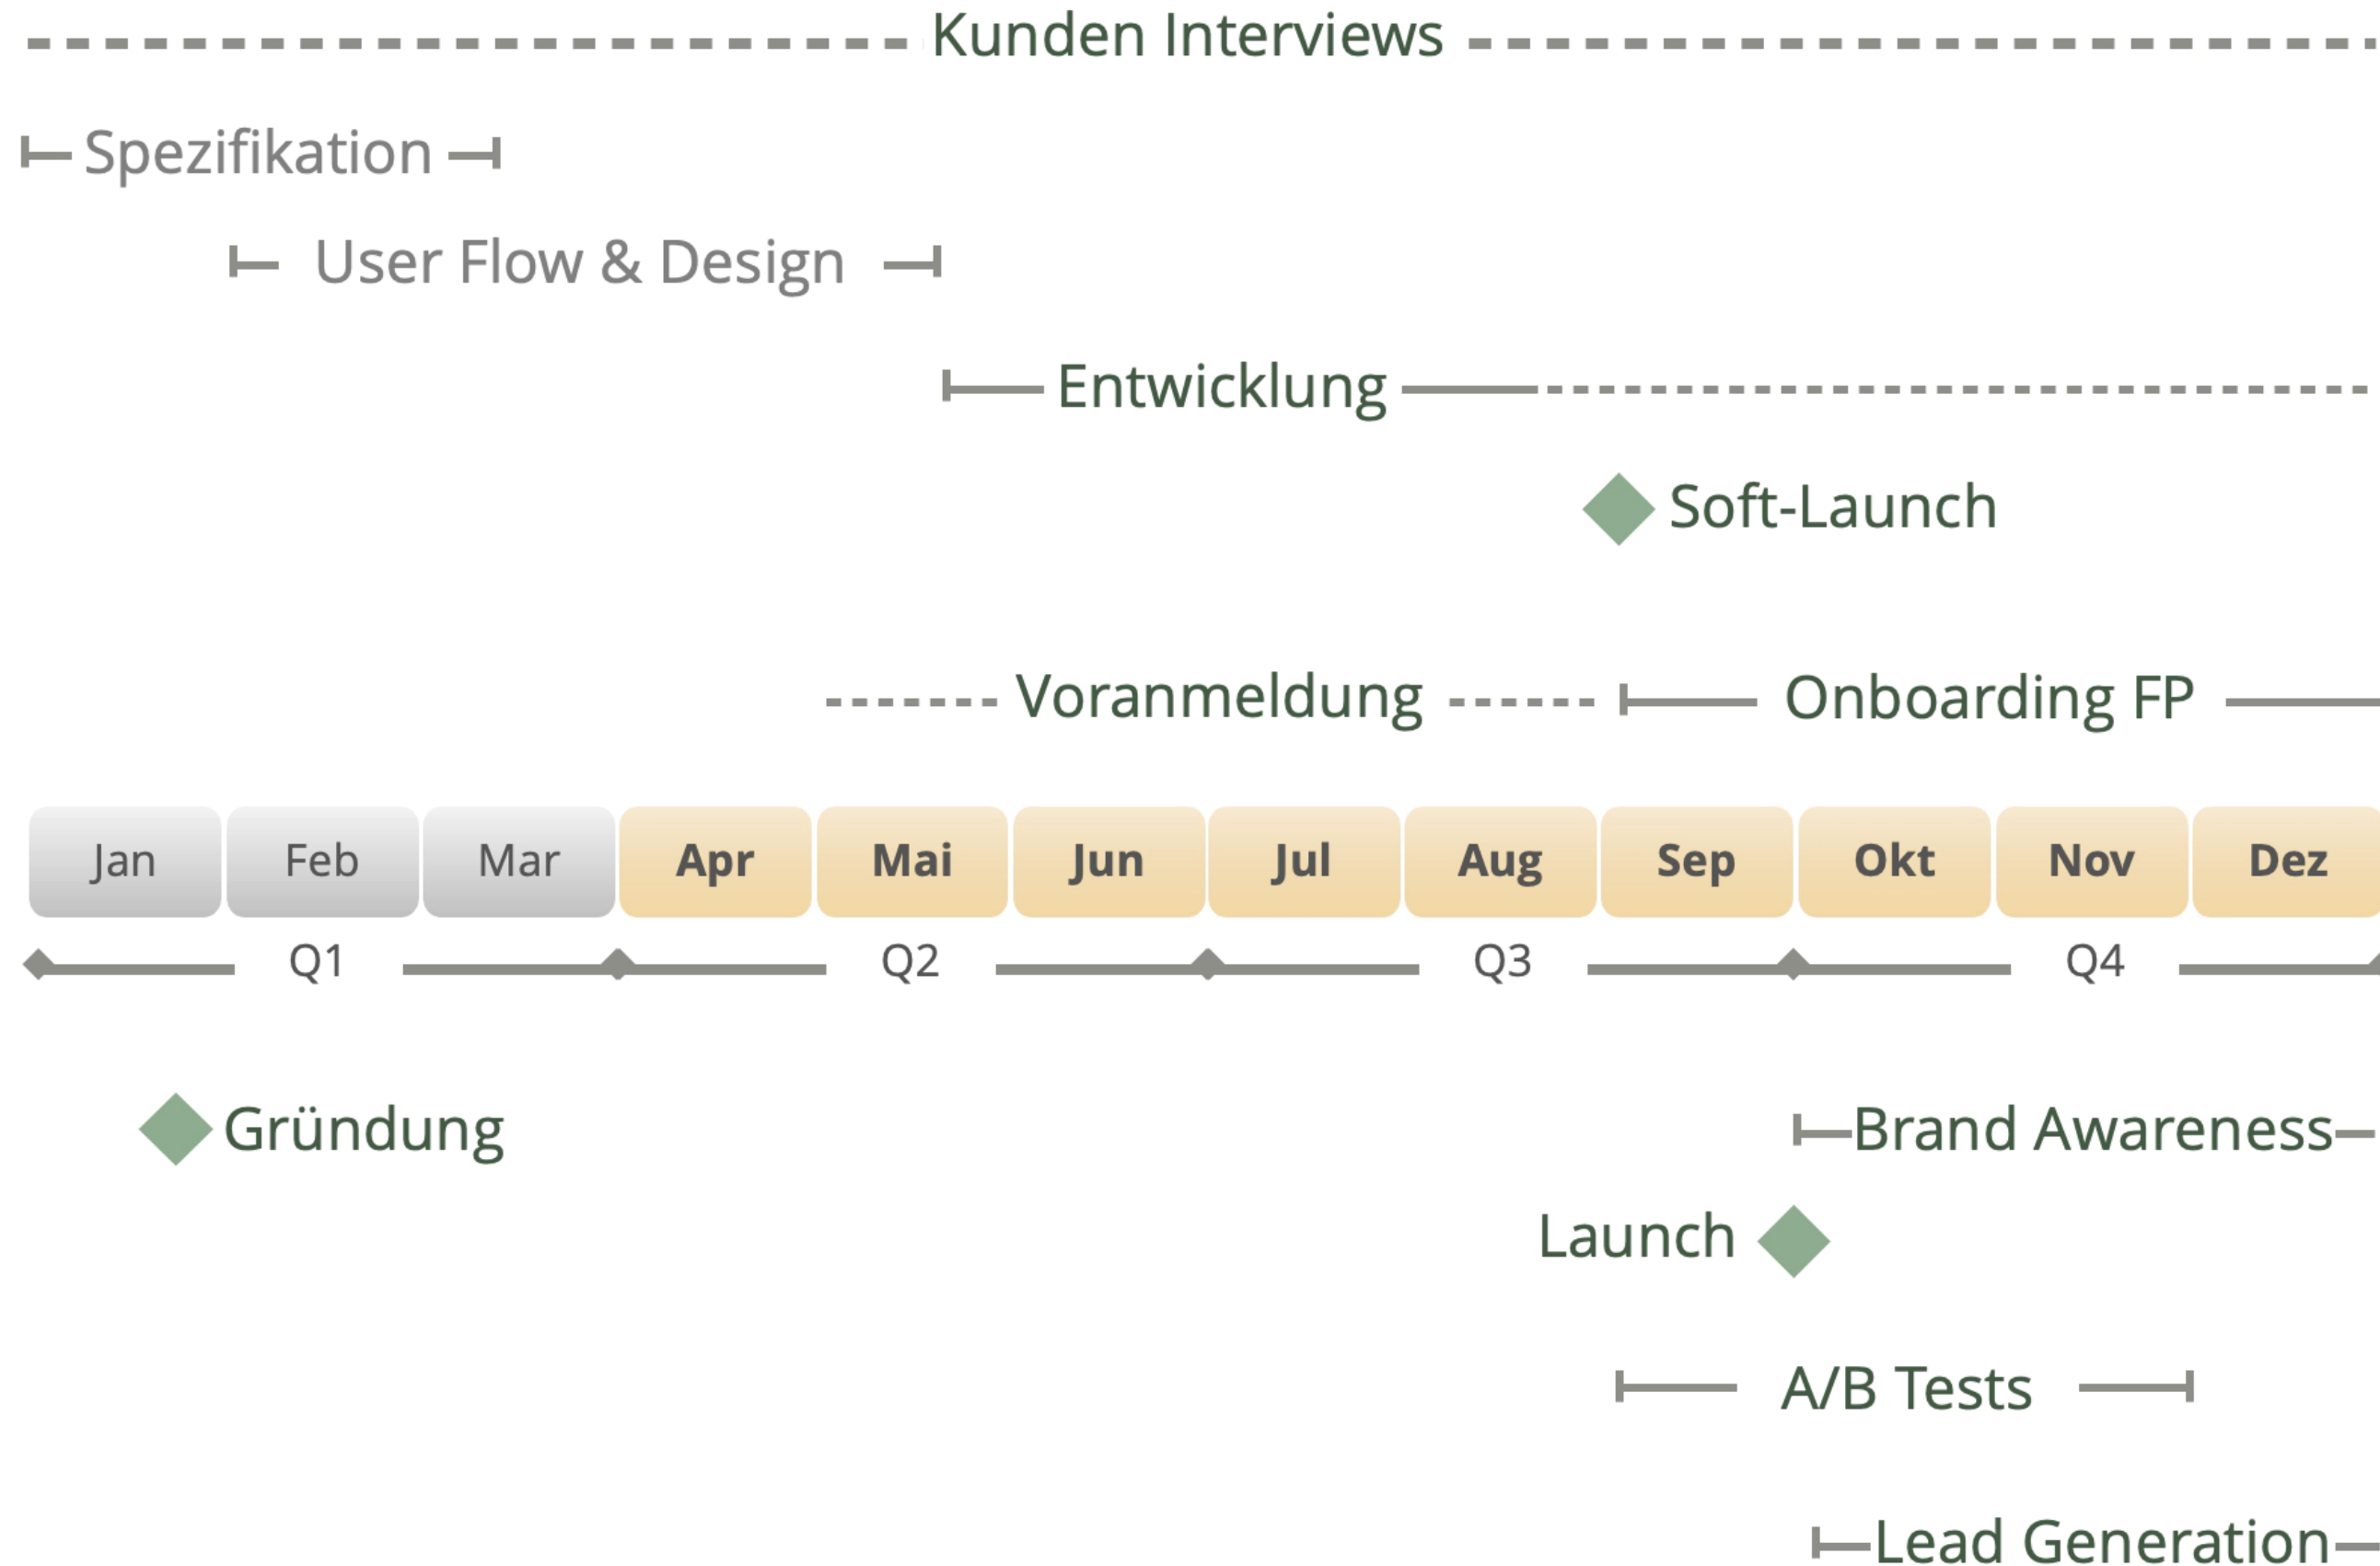 Kunden Interviews
Spezifikation
User Flow & Design
Entwicklung
Soft-Launch
Voranmeldung Onboarding FP
Jan Feb Mar Apr Mai Jun Jul Aug Sep Okt Nov Dez
Q1 Q2 Q3 Q4
Gründung Brand Awareness
Launch
A/B Tests
Lead Generation